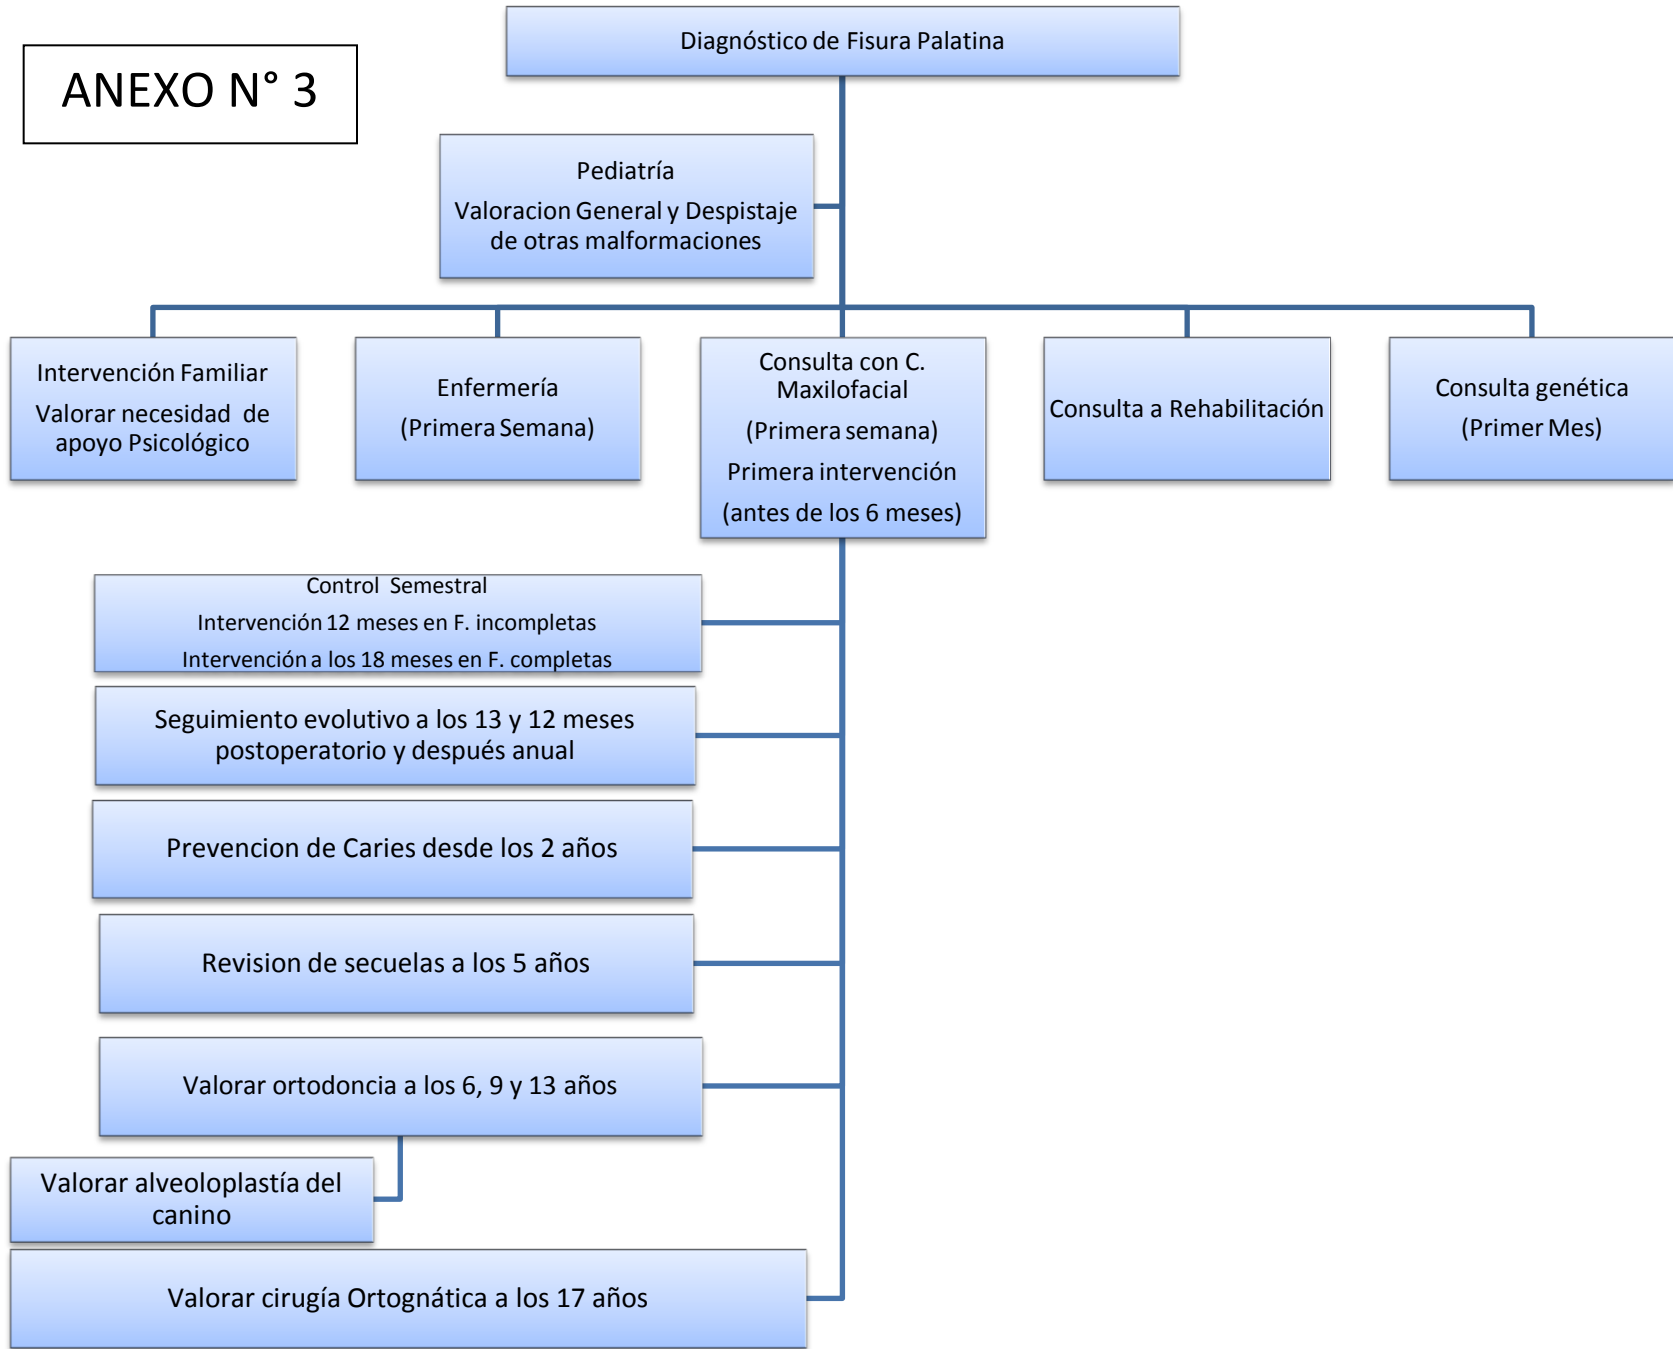 Diagnóstico de Fisura Palatina
ANEXO N° 3
Pediatría
Valoracion General y Despistaje
de otras malformaciones
Intervención Familiar
Valorar necesidad de
apoyo Psicológico
Enfermería
(Primera Semana)
Consulta con C.
Maxilofacial
(Primera semana)
Primera intervención
(antes de los 6 meses)
Consulta a Rehabilitación
Consulta genética
(Primer Mes)
Control Semestral
Intervención 12 meses en F. incompletas
Intervención a los 18 meses en F. completas
Seguimiento evolutivo a los 13 y 12 meses
postoperatorio y después anual
Prevencion de Caries desde los 2 años
Revision de secuelas a los 5 años
Valorar ortodoncia a los 6, 9 y 13 años
Valorar alveoloplastía del
canino
Valorar cirugía Ortognática a los 17 años